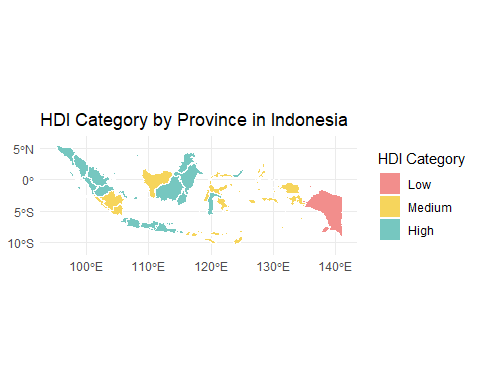 HDI Category by Province in Indonesia
5°N
0°
5°S
10°S
100°E 110°E 120°E 130°E 140°E
HDI Category
Low
Medium
High